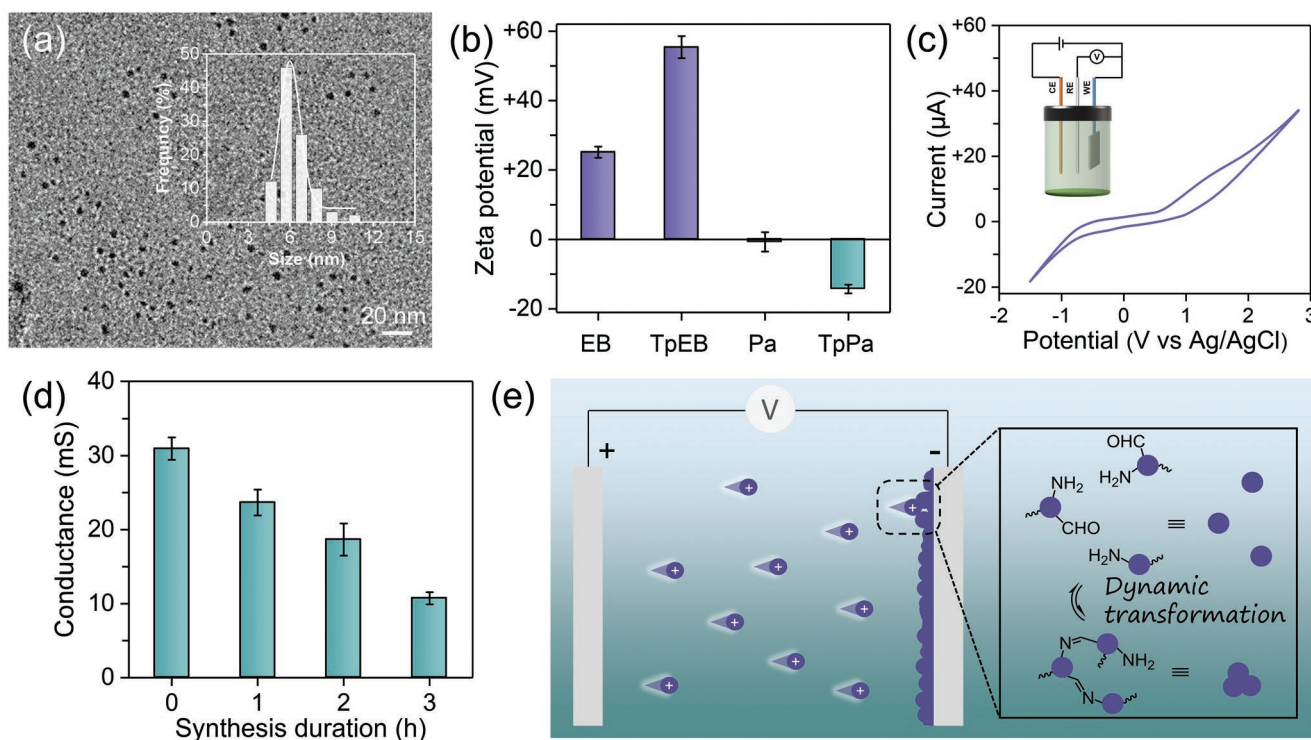 (a)
50
40
30
20
10
0
Frequncy (%)
0 3 6 9 12 15
Size (nm)
20 nm
(b)
+60
+40
+20
0
-20
Zeta potential (mV)
EB TpEB Pa TpPa
(c)
+60
+40
+20
0
-20
Current (μA)
V
CE
RE
WE
-2 -1 0 1 2 3
Potential (V vs Ag/AgCl)
(d)
40
30
20
10
0
Conductance (mS)
0 1 2 3
Synthesis duration (h)
(e)
V
+ -
+
+
+
+
+
+
+
+
+
OHC
H₂N
NH₂
CHO
≡
H₂N
Dynamic
transformation
N
NH₂
≡
N